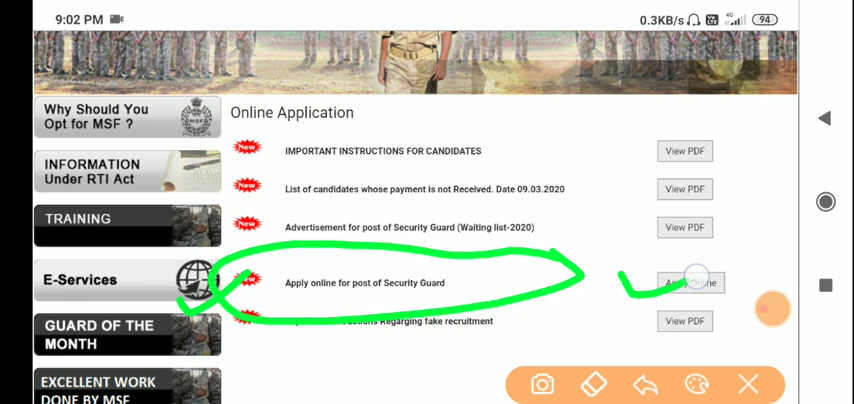 9:02 PM
0.3KB/s
4G
94
Why Should You
Opt for MSF ?
INFORMATION
Under RTI Act
TRAINING
E-Services
GUARD OF THE
MONTH
EXCELLENT WORK
DONE BY MSF
Online Application
New IMPORTANT INSTRUCTIONS FOR CANDIDATES View PDF
New List of candidates whose payment is not Received. Date 09.03.2020 View PDF
New Advertisement for post of Security Guard (Waiting list-2020) View PDF
New Apply online for post of Security Guard Apply Online
Regarging fake recruitment View PDF